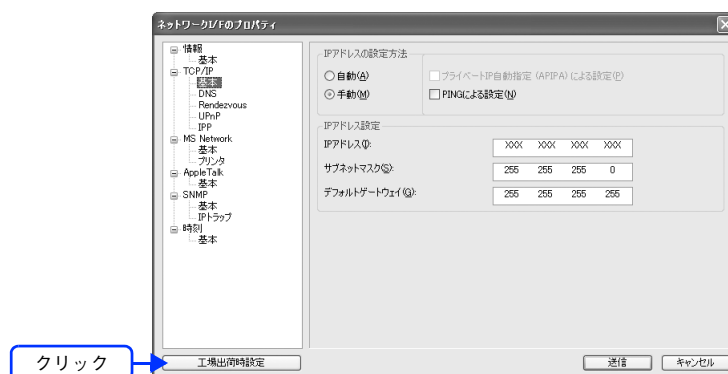 ネットワークI/Fのプロパティ
情報
基本
TCP/IP
基本
DNS
Rendezvous
UPnP
IPP
MS Network
基本
プリンタ
AppleTalk
基本
SNMP
基本
IPトラップ
時刻
基本
IPアドレスの設定方法
自動(A)
プライベートIP自動指定 (APIPA) による設定(P)
手動(M)
PINGによる設定(N)
IPアドレス設定
IPアドレス(I): XXX XXX XXX XXX
サブネットマスク(S): 255 255 255 0
デフォルトゲートウェイ(G): 255 255 255 255
クリック
工場出荷時設定
送信
キャンセル